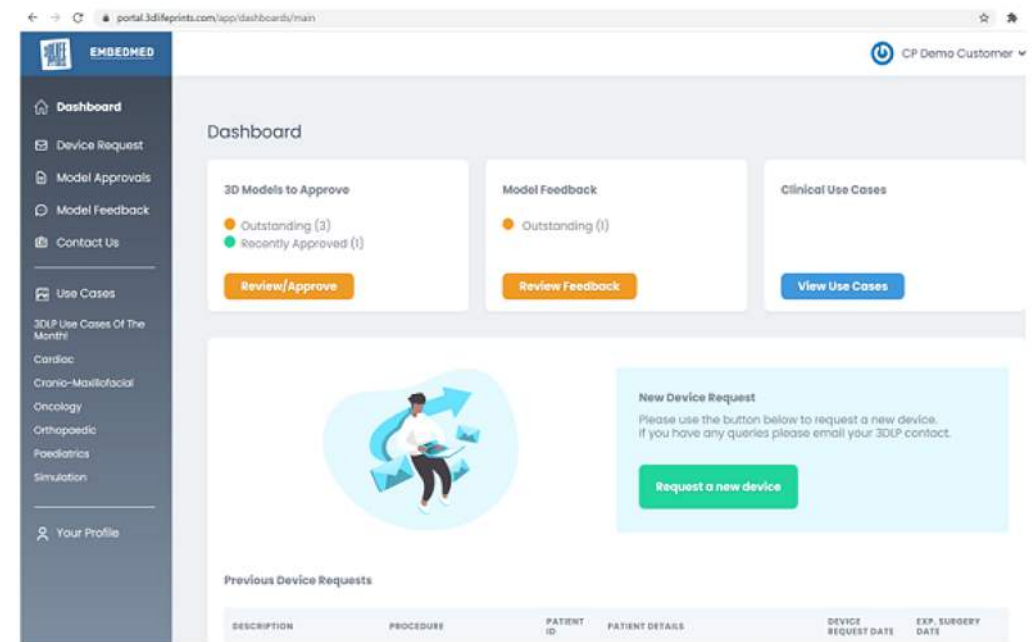 portal.3dlifeprints.com/app/dashboards/main
3D LIFE PRINTS
EMBEDMED
CP Demo Customer
Dashboard
Device Request
Model Approvals
Model Feedback
Contact Us
Use Cases
3DLP Use Cases Of The
Month!
Cardiac
Cranio-Maxillofacial
Oncology
Orthopaedic
Paediatrics
Simulation
Your Profile
Dashboard
3D Models to Approve
Outstanding (3)
Recently Approved (1)
Review/Approve
Model Feedback
Outstanding (1)
Review Feedback
Clinical Use Cases
View Use Cases
New Device Request
Please use the button below to request a new device.
If you have any queries please email your 3DLP contact.
Request a new device
Previous Device Requests
DESCRIPTION
PROCEDURE
PATIENT
ID
PATIENT DETAILS
DEVICE
REQUEST DATE
EXP. SURGERY
DATE